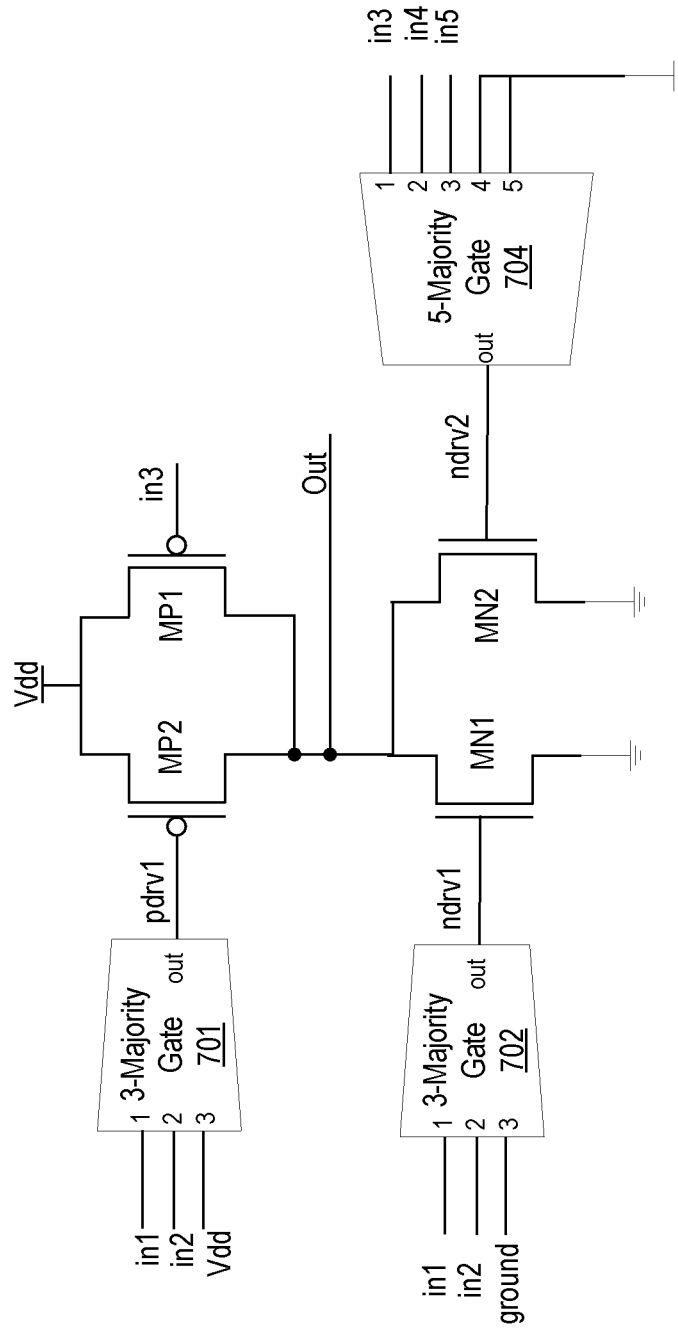 in1
in2
Vdd
1
2
3
3-Majority
Gate
701
out
pdrv1
Vdd
MP2
MP1
in3
Out
in1
in2
ground
1
2
3
3-Majority
Gate
702
out
ndrv1
MN1
MN2
ndrv2
out
5-Majority
Gate
704
1
2
3
4
5
in3
in4
in5